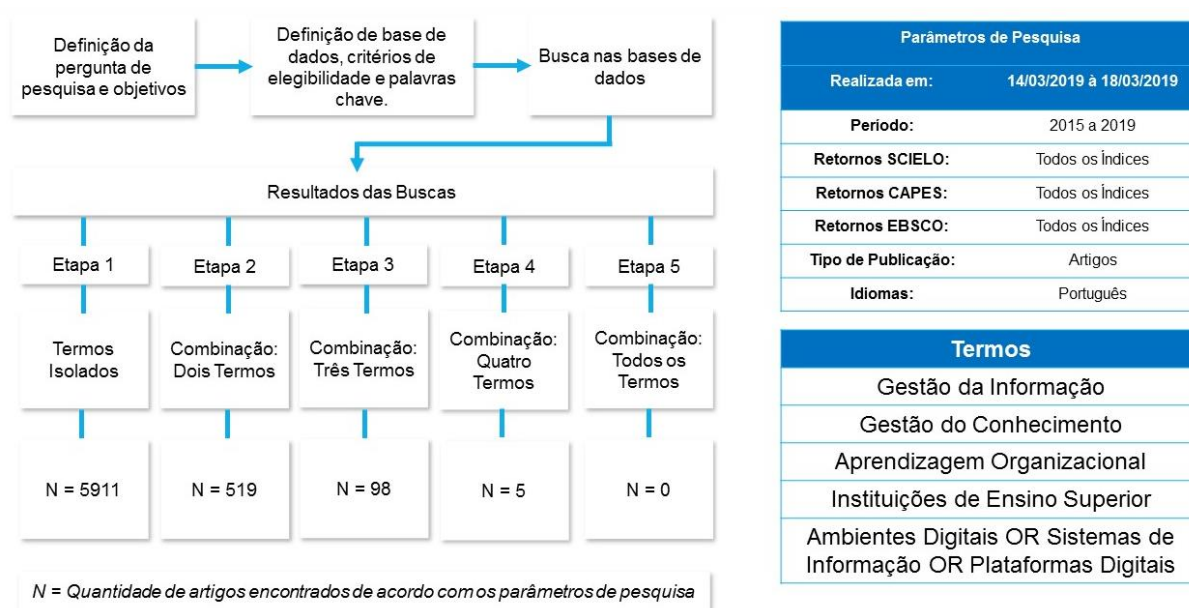 Definição da
pergunta de
pesquisa e objetivos
Definição de base de
dados, critérios de
elegibilidade e palavras
chave.
Busca nas bases de
dados
Resultados das Buscas
Etapa 1
Etapa 2
Etapa 3
Etapa 4
Etapa 5
Termos
Isolados
Combinação:
Dois Termos
Combinação:
Três Termos
Combinação:
Quatro
Termos
Combinação:
Todos os
Termos
N = 5911
N = 519
N = 98
N = 5
N = 0
N = Quantidade de artigos encontrados de acordo com os parâmetros de pesquisa
Parâmetros de Pesquisa
Realizada em: 14/03/2019 à 18/03/2019
Período: 2015 a 2019
Retornos SCIELO: Todos os Índices
Retornos CAPES: Todos os Índices
Retornos EBSCO: Todos os Índices
Tipo de Publicação: Artigos
Idiomas: Português
Termos
Gestão da Informação
Gestão do Conhecimento
Aprendizagem Organizacional
Instituições de Ensino Superior
Ambientes Digitais OR Sistemas de
Informação OR Plataformas Digitais